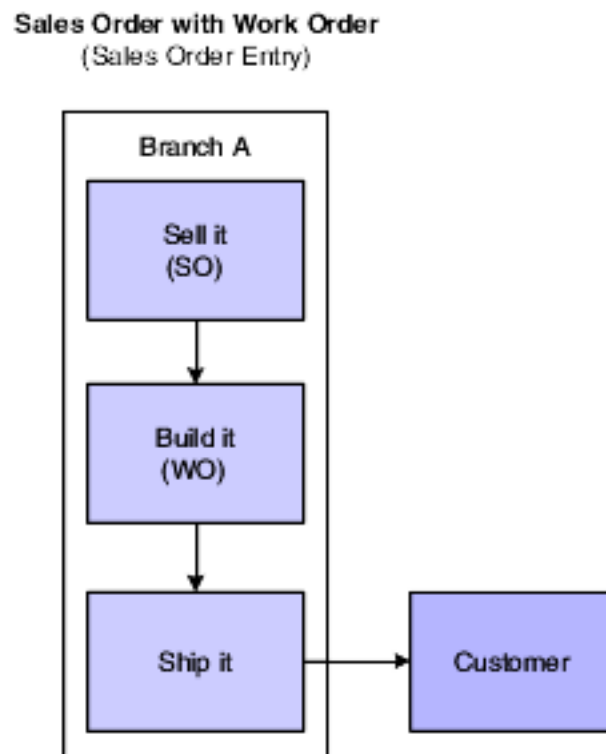 Sales Order with Work Order
(Sales Order Entry)
Branch A
Sell it
(SO)
Build it
(WO)
Ship it
Customer